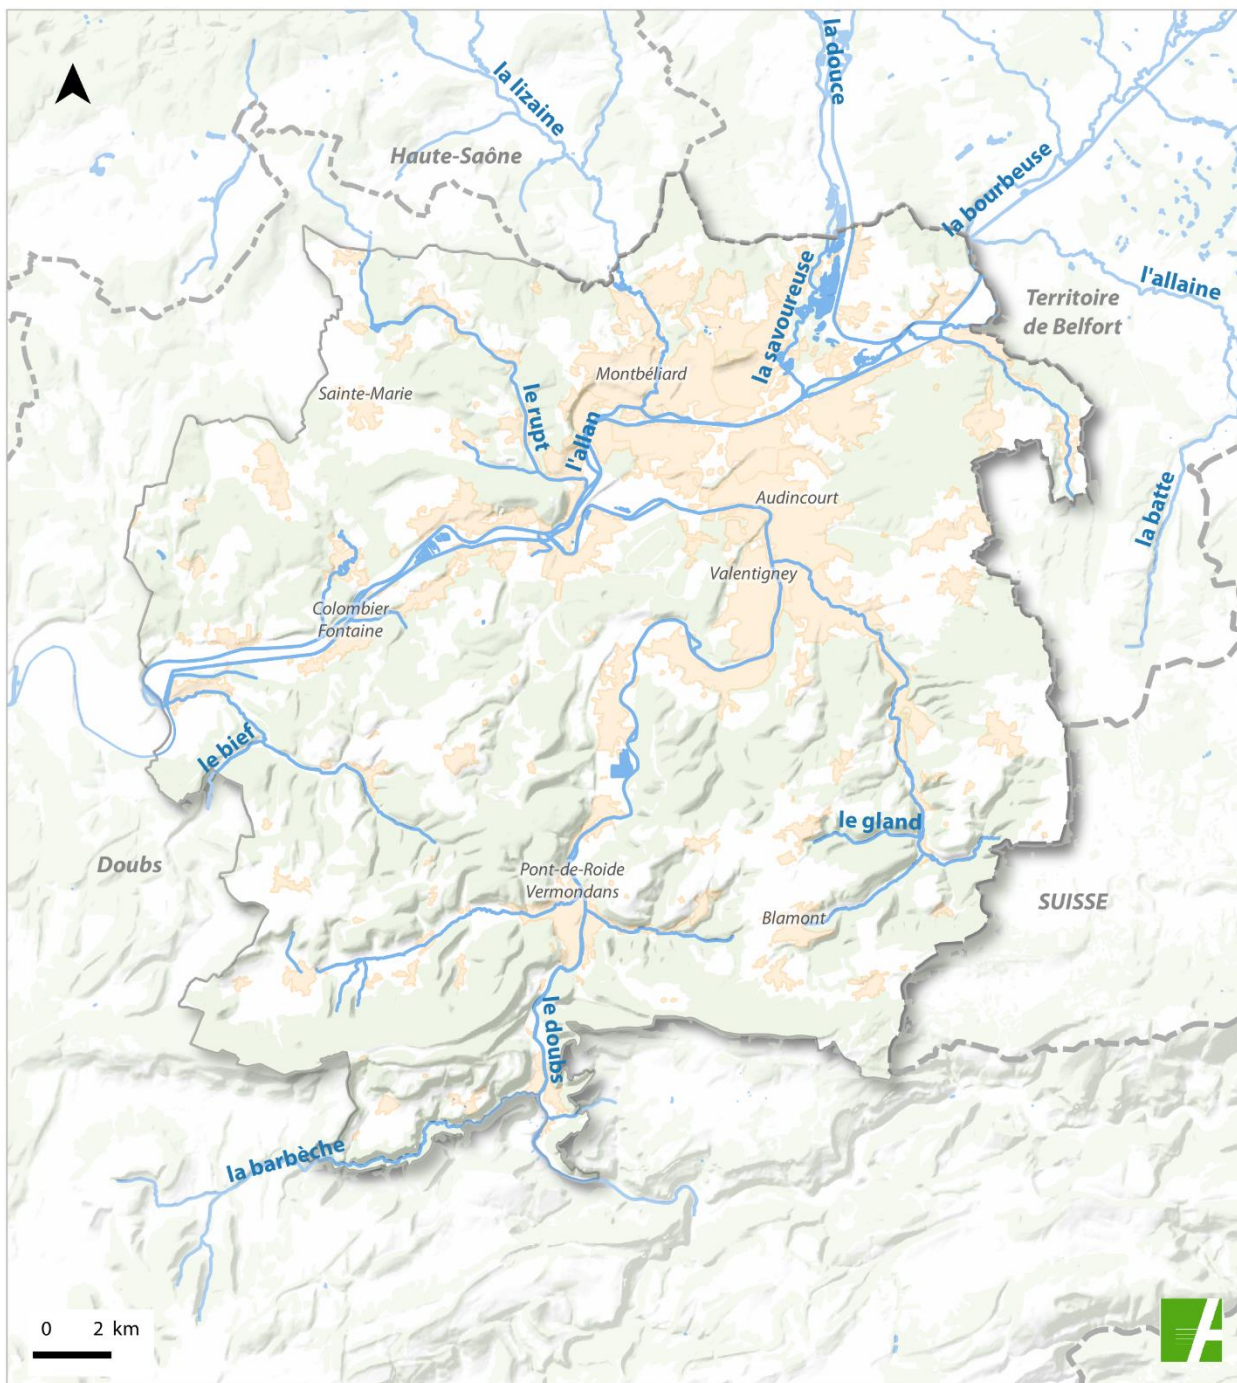 la lizaine
la douce
Haute-Saône
la bourbeuse
l'allaine
la savoureuse
Territoire
de Belfort
Montbéliard
Sainte-Marie
le rupt
l'allan
Audincourt
la batte
Valentigney
Colombier
Fontaine
le bief
le gland
Doubs
Pont-de-Roide
Vermondans
SUISSE
Blamont
le doubs
la barbèche
0 2 km
A